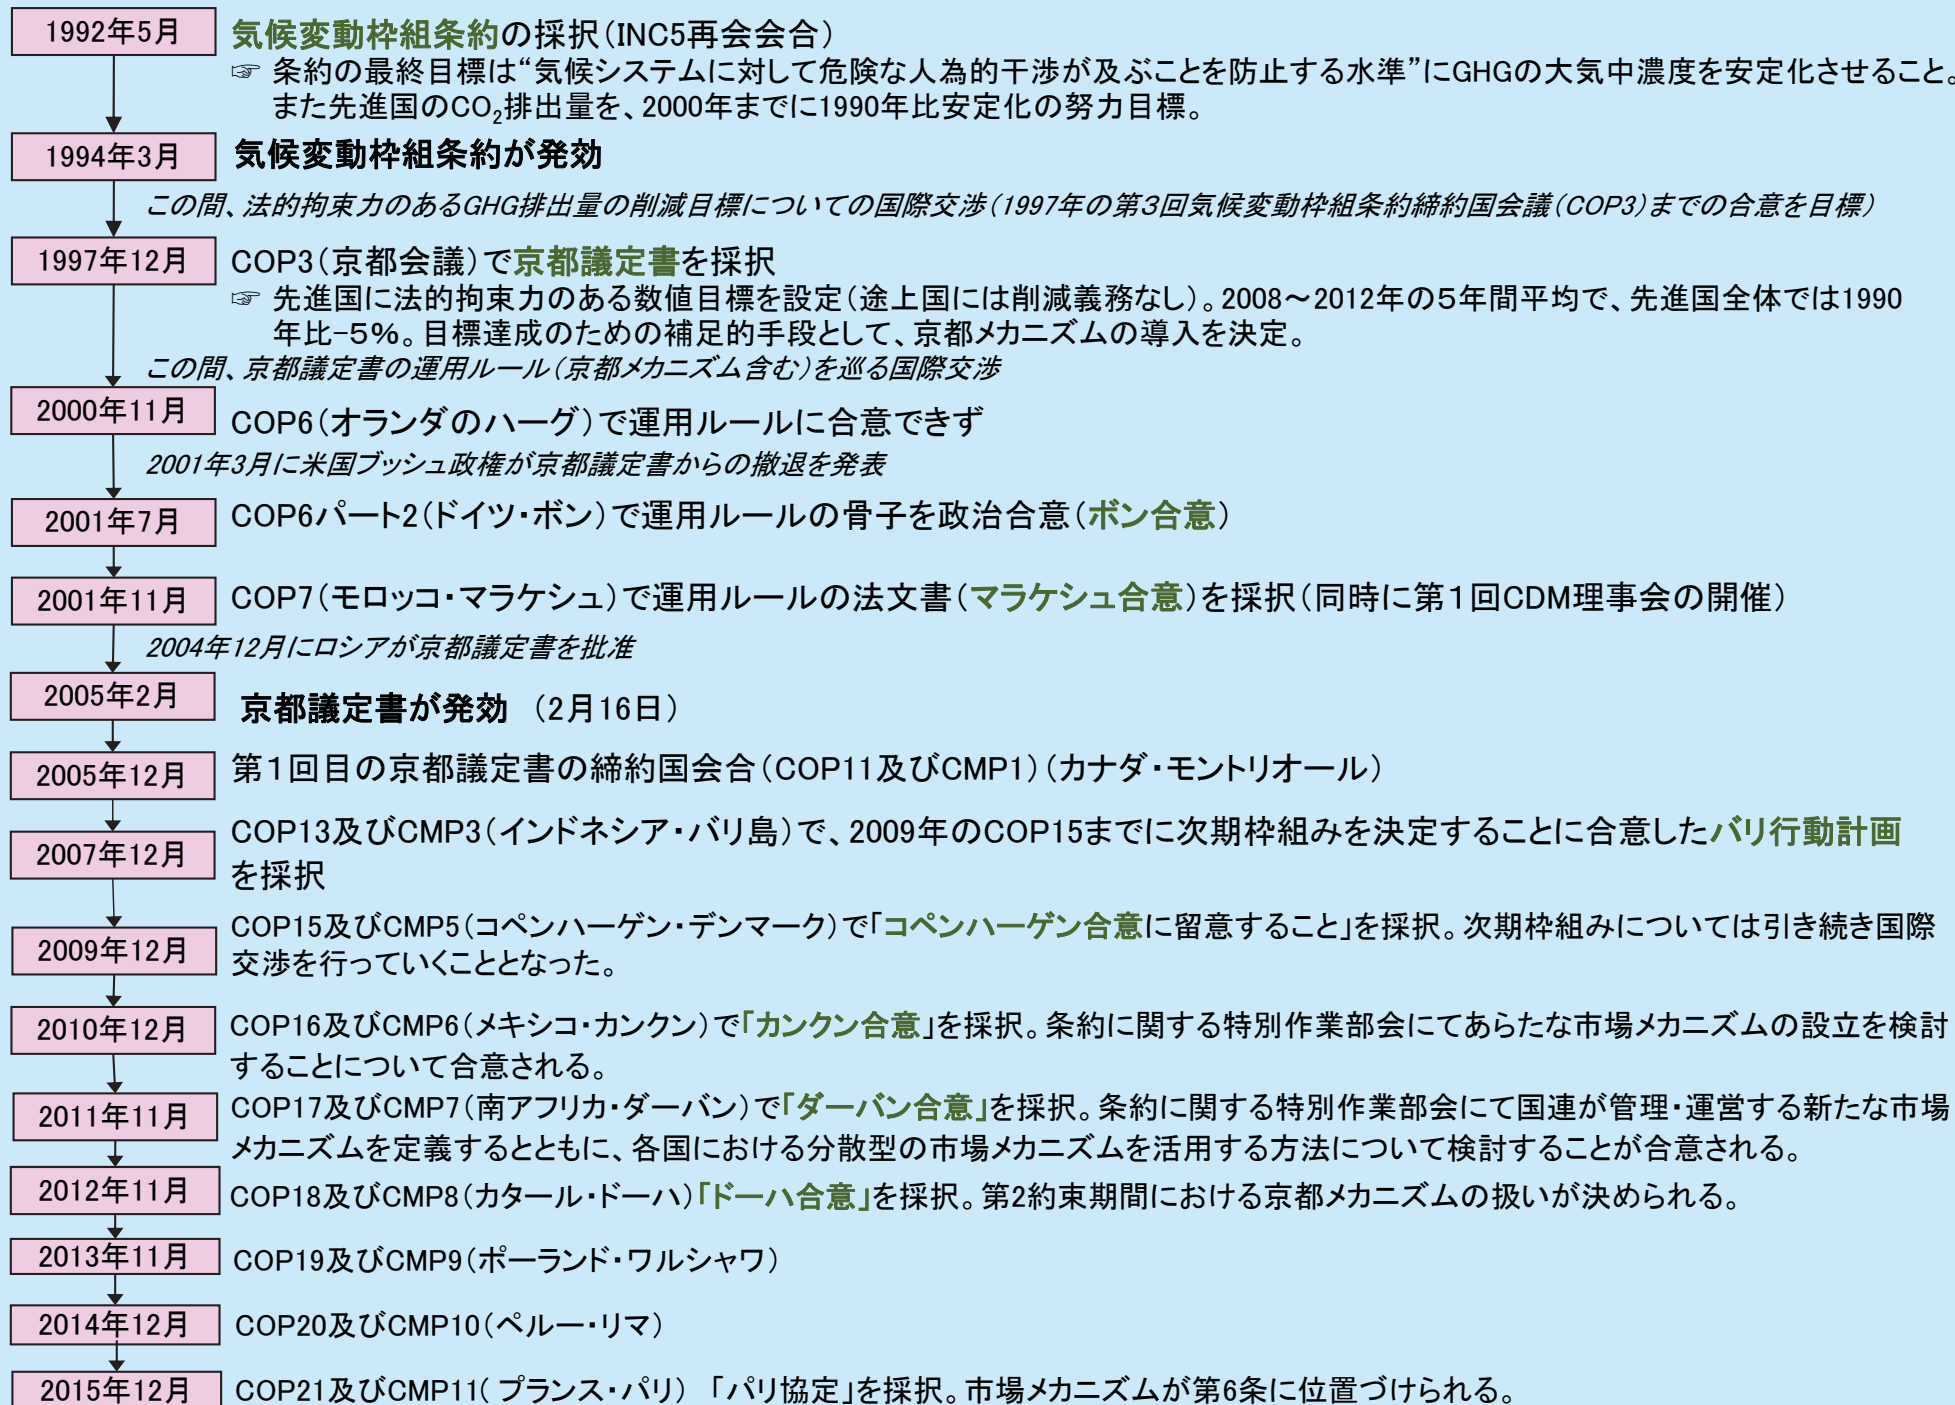 1992年5月
気候変動枠組条約の採択（INC5再会会合）
☞ 条約の最終目標は“気候システムに対して危険な人為的干渉が及ぶことを防止する水準”にGHGの大気中濃度を安定化させること。
また先進国のCO2排出量を、2000年までに1990年比安定化の努力目標。
1994年3月
気候変動枠組条約が発効
この間、法的拘束力のあるGHG排出量の削減目標についての国際交渉（1997年の第３回気候変動枠組条約締約国会議（COP3）までの合意を目標）
1997年12月
COP3（京都会議）で京都議定書を採択
☞ 先進国に法的拘束力のある数値目標を設定（途上国には削減義務なし）。2008～2012年の５年間平均で、先進国全体では1990
年比-５%。目標達成のための補足的手段として、京都メカニズムの導入を決定。
この間、京都議定書の運用ルール（京都メカニズム含む）を巡る国際交渉
2000年11月
COP6（オランダのハーグ）で運用ルールに合意できず
2001年3月に米国ブッシュ政権が京都議定書からの撤退を発表
2001年7月
COP6パート2（ドイツ・ボン）で運用ルールの骨子を政治合意（ボン合意）
2001年11月
COP7（モロッコ・マラケシュ）で運用ルールの法文書（マラケシュ合意）を採択（同時に第１回CDM理事会の開催）
2004年12月にロシアが京都議定書を批准
2005年2月
京都議定書が発効 （2月16日）
2005年12月
第１回目の京都議定書の締約国会合（COP11及びCMP1）（カナダ・モントリオール）
2007年12月
COP13及びCMP3（インドネシア・バリ島）で、2009年のCOP15までに次期枠組みを決定することに合意したバリ行動計画
を採択
2009年12月
COP15及びCMP5（コペンハーゲン・デンマーク）で「コペンハーゲン合意に留意すること」を採択。次期枠組みについては引き続き国際
交渉を行っていくこととなった。
2010年12月
COP16及びCMP6（メキシコ・カンクン）で「カンクン合意」を採択。条約に関する特別作業部会にてあらたな市場メカニズムの設立を検討
することについて合意される。
2011年11月
COP17及びCMP7（南アフリカ・ダーバン）で「ダーバン合意」を採択。条約に関する特別作業部会にて国連が管理・運営する新たな市場
メカニズムを定義するとともに、各国における分散型の市場メカニズムを活用する方法について検討することが合意される。
2012年11月
COP18及びCMP8（カタール・ドーハ）「ドーハ合意」を採択。第2約束期間における京都メカニズムの扱いが決められる。
2013年11月
COP19及びCMP9（ポーランド・ワルシャワ）
2014年12月
COP20及びCMP10（ペルー・リマ）
2015年12月
COP21及びCMP11( プランス・パリ） 「パリ協定」を採択。市場メカニズムが第6条に位置づけられる。